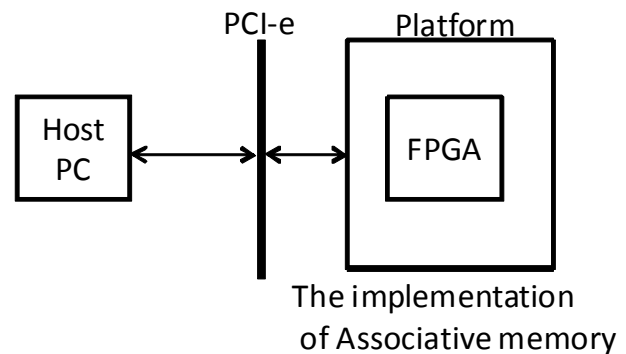 PCI-e
Platform
Host
PC
FPGA
The implementation
of Associative memory